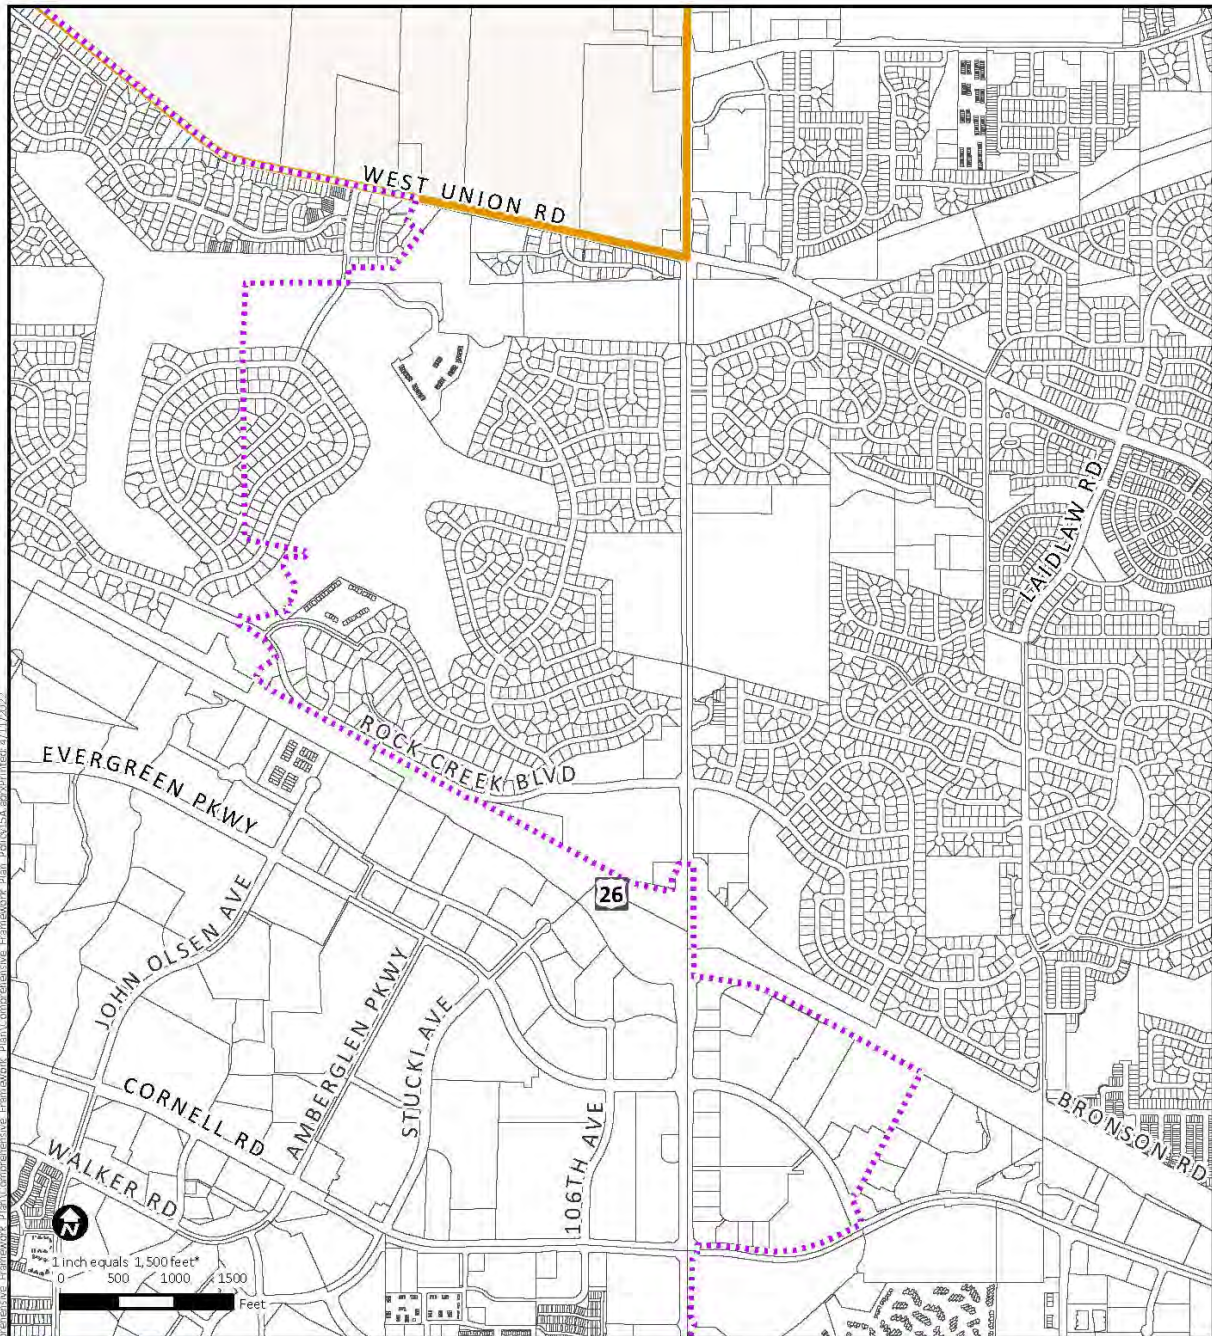 WEST UNION RD
LAIDLAW RD
ROCK CREEK BLVD
EVERGREEN PKWY
26
JOHN OLSEN AVE
AMBERGLEN PKWY
STUCKI AVE
CORNELL RD
106TH AVE
BRONSON RD
WALKER RD
N
1 inch equals 1,500 feet*
0 500 1000 1500
Feet